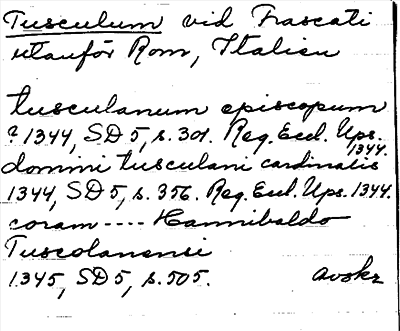 Tusculum vid Frascati
utanför Rom, Italien
tusculanum episcopum
? 1344, SD 5, s. 301. Reg. Eccl. Ups. 1344.
domini tusculani cardinalis
1344, SD 5, s. 356. Reg. Eccl. Ups. 1344.
coram ---- Hannibaldo
Tuscolanensi
1345, SD 5, s. 505. avskr